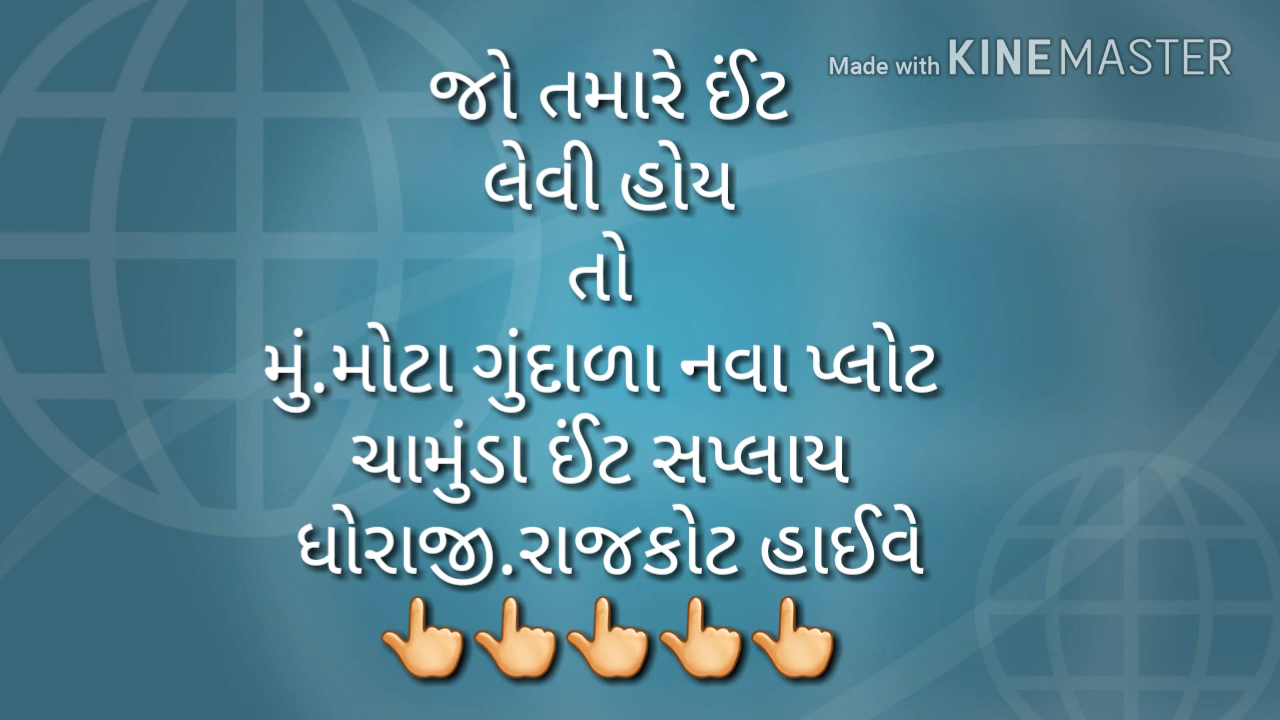 Made with KINEMASTER
જો તમારે ઈંટ
લેવી હોય
તો
મું.મોટા ગુંદાળા નવા પ્લોટ
ચામુંડા ઈંટ સપ્લાય
ધોરાજી.રાજકોટ હાઈવે
👆👆👆👆👆